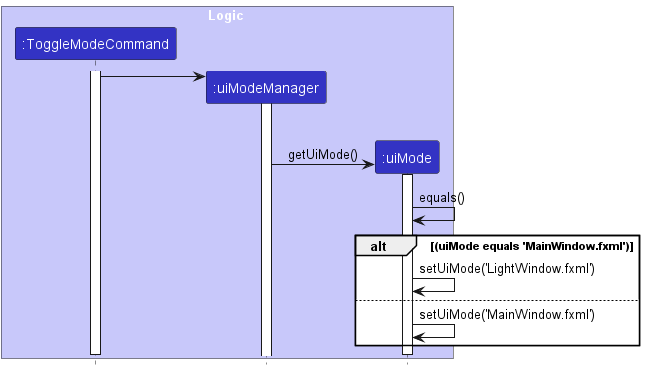 Logic
:ToggleModeCommand
:uiModeManager
getUiMode()
:uiMode
equals()
alt
[(uiMode equals 'MainWindow.fxml')]
setUiMode('LightWindow.fxml')
setUiMode('MainWindow.fxml')